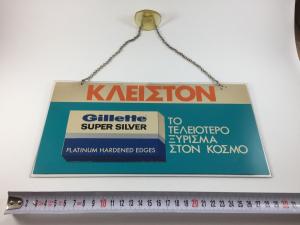 ΚΛΕΙΣΤΟΝ
Gillette
SUPER SILVER
PLATINUM HARDENED EDGES
ΤΟ
ΤΕΛΕΙΟΤΕΡΟ
ΞΥΡΙΣΜΑ
ΣΤΟΝ ΚΟΣΜΟ